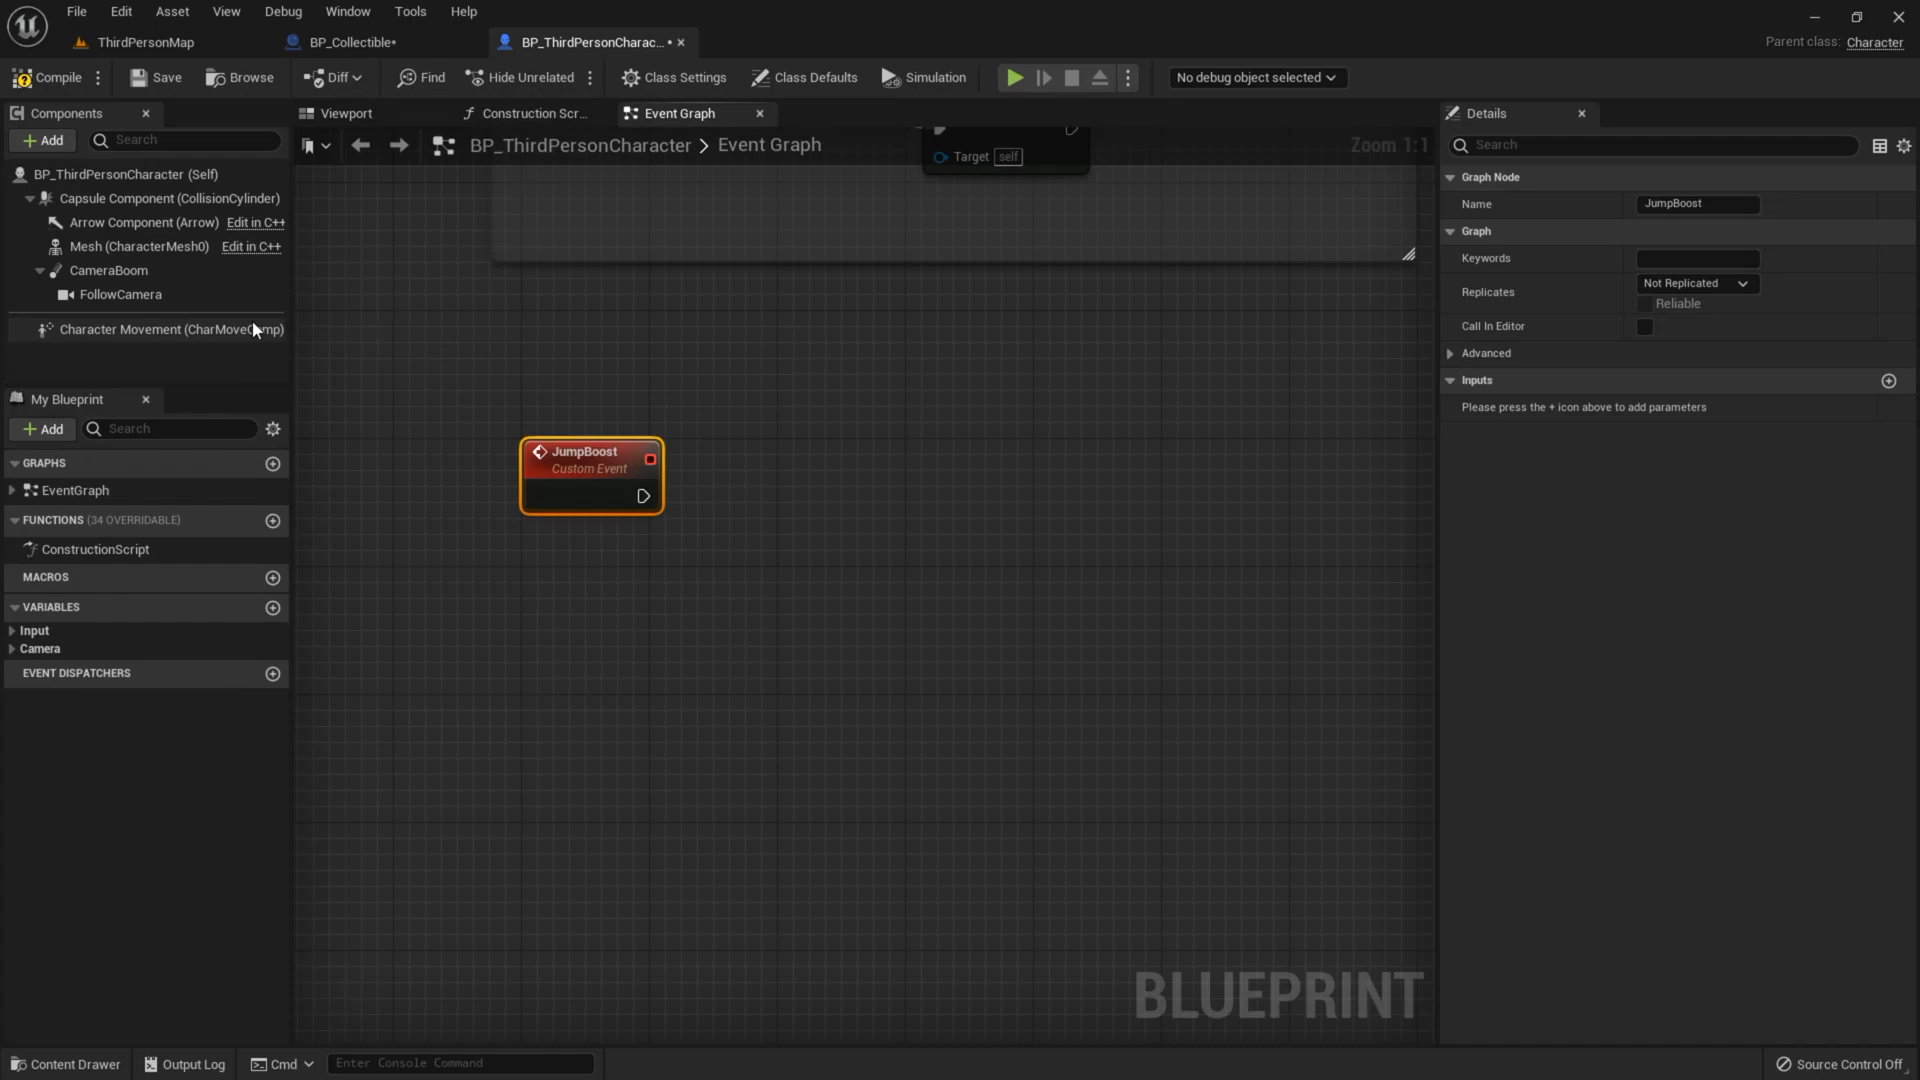 File Edit Asset View Debug Window Tools Help
ThirdPersonMap BP_Collectible* BP_ThirdPersonCharac... *
Parent class: Character
Compile Save Browse Diff Find Hide Unrelated Class Settings Class Defaults Simulation No debug object selected
Components Viewport Construction Scr... Event Graph Details
Add Search BP_ThirdPersonCharacter > Event Graph Zoom 1:1 Search
Target self
BP_ThirdPersonCharacter (Self) Graph Node
Capsule Component (CollisionCylinder) Name JumpBoost
Arrow Component (Arrow) Edit in C++ Graph
Mesh (CharacterMesh0) Edit in C++ Keywords
CameraBoom Replicates Not Replicated
FollowCamera Reliable
Character Movement (CharMoveComp) Call In Editor
Advanced
Inputs
Please press the + icon above to add parameters
My Blueprint
Add Search
GRAPHS
EventGraph
FUNCTIONS (34 OVERRIDABLE)
ConstructionScript
MACROS
VARIABLES
Input
Camera
EVENT DISPATCHERS
JumpBoost
Custom Event
BLUEPRINT
Content Drawer Output Log Cmd Enter Console Command Source Control Off